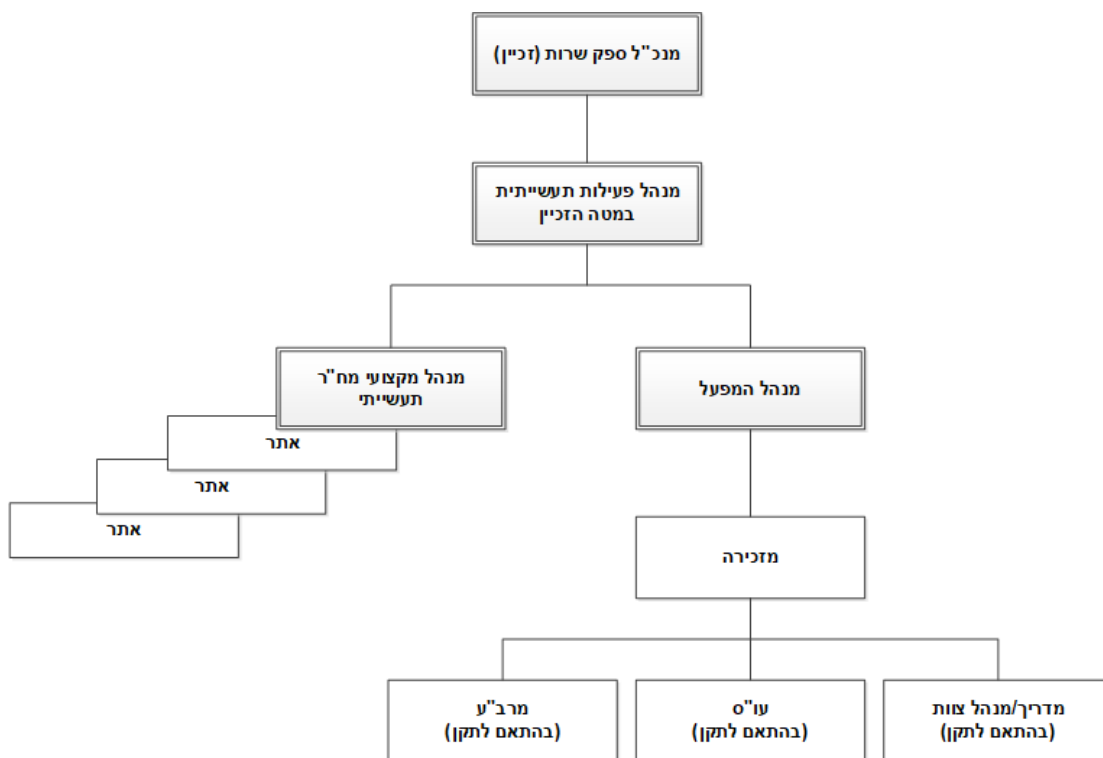 מנכ"ל ספק שרות (זכיין)
מנהל פעילות תעשייתית
במטה הזכיין
מנהל המפעל
מנהל מקצועי מח"ר
תעשייתי
אתר
אתר
אתר
מזכירה
מדריך/מנהל צוות
(בהתאם לתקן)
עו"ס
(בהתאם לתקן)
מרב"ע
(בהתאם לתקן)